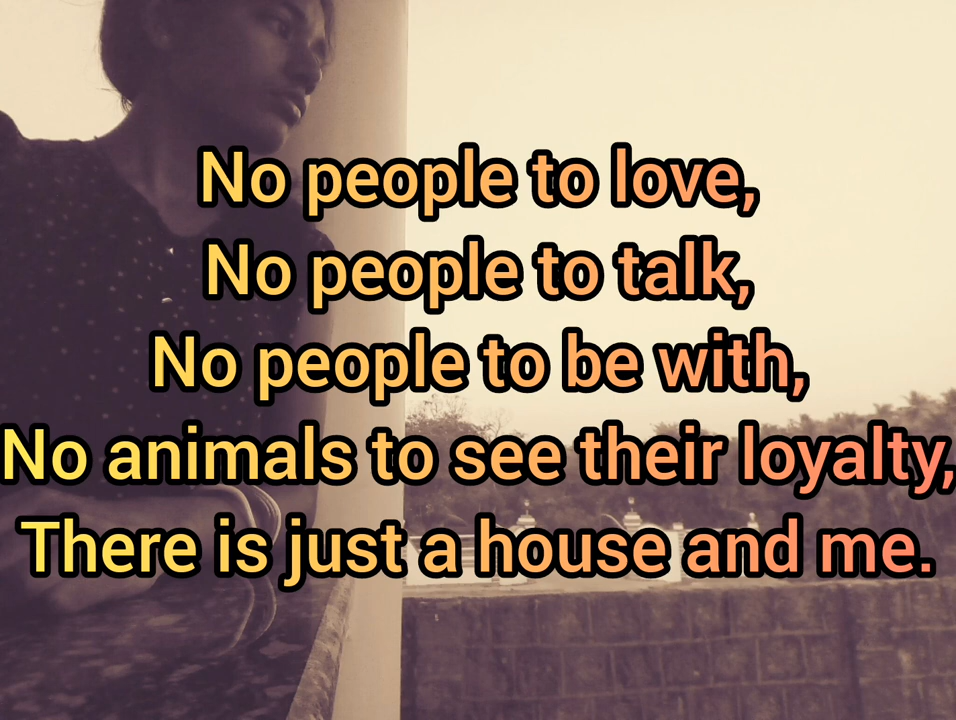 No people to love,
No people to talk,
No people to be with,
No animals to see their loyalty,
There is just a house and me.